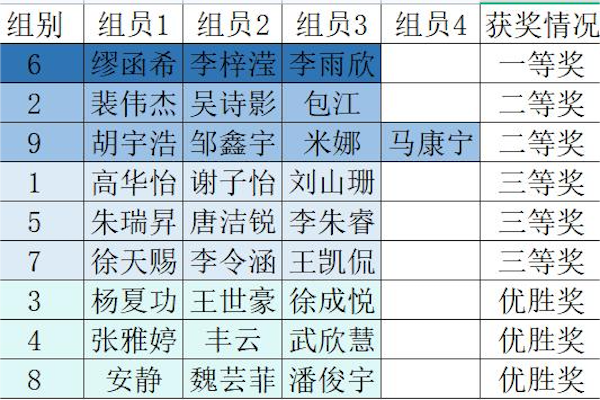 组别 组员1 组员2 组员3 组员4 获奖情况
6 缪函希 李梓滢 李雨欣 一等奖
2 裴伟杰 吴诗影 包江 二等奖
9 胡宇浩 邹鑫宇 米娜 马康宁 二等奖
1 高华怡 谢子怡 刘山珊 三等奖
5 朱瑞昇 唐洁锐 李朱睿 三等奖
7 徐天赐 李令涵 王凯侃 三等奖
3 杨夏功 王世豪 徐成悦 优胜奖
4 张雅婷 丰云 武欣慧 优胜奖
8 安静 魏芸菲 潘俊宇 优胜奖